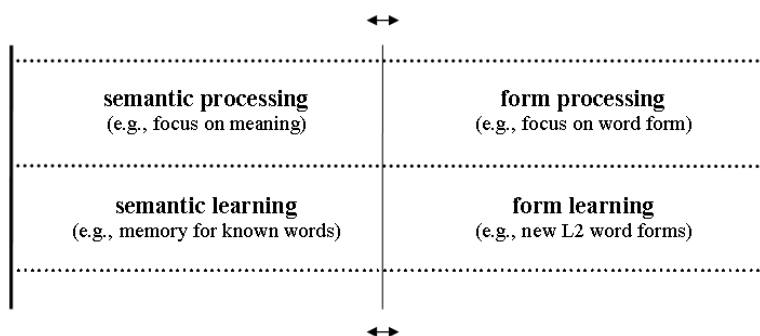 semantic processing
(e.g., focus on meaning)
form processing
(e.g., focus on word form)
semantic learning
(e.g., memory for known words)
form learning
(e.g., new L2 word forms)